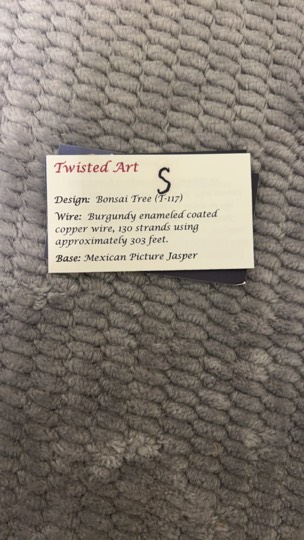 Twisted Art
S
Design: Bonsai Tree (T-117)
Wire: Burgundy enameled coated
copper wire, 130 strands using
approximately 303 feet.
Base: Mexican Picture Jasper